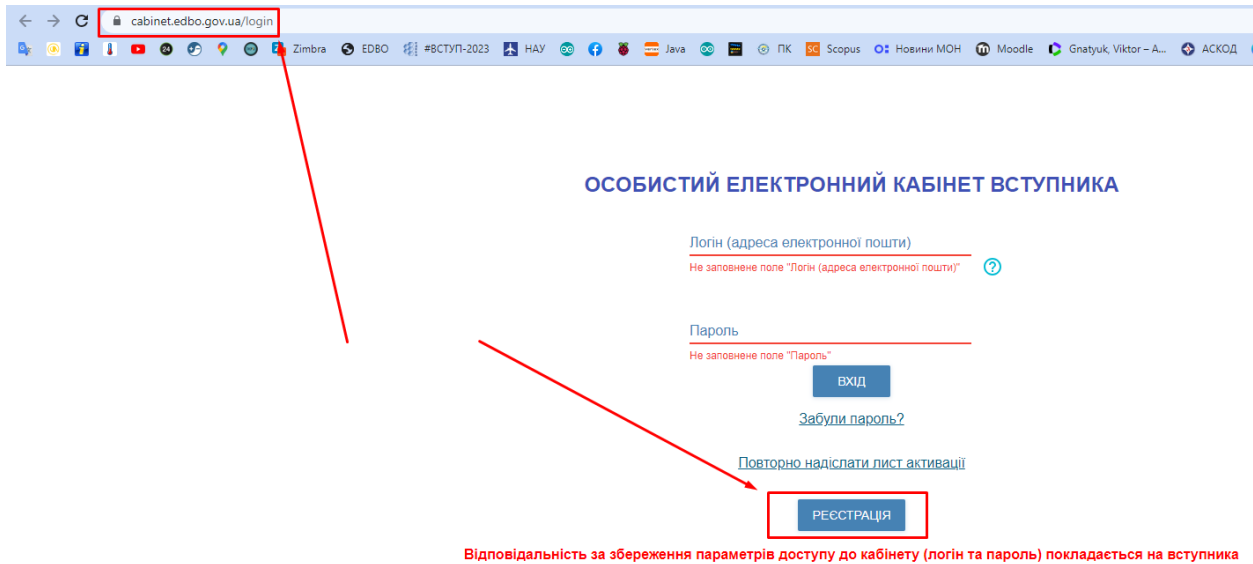 cabinet.edbo.gov.ua/login
24 Zimbra EDBO #ВСТУП-2023 НАУ Java ПК SC Scopus Новини МОН Moodle Gnatyuk, Viktor – A... АСКОД
ОСОБИСТИЙ ЕЛЕКТРОННИЙ КАБІНЕТ ВСТУПНИКА
Логін (адреса електронної пошти)
Не заповнене поле "Логін (адреса електронної пошти)"
Пароль
Не заповнене поле "Пароль"
ВХІД
Забули пароль?
Повторно надіслати лист активації
РЕЄСТРАЦІЯ
Відповідальність за збереження параметрів доступу до кабінету (логін та пароль) покладається на вступника